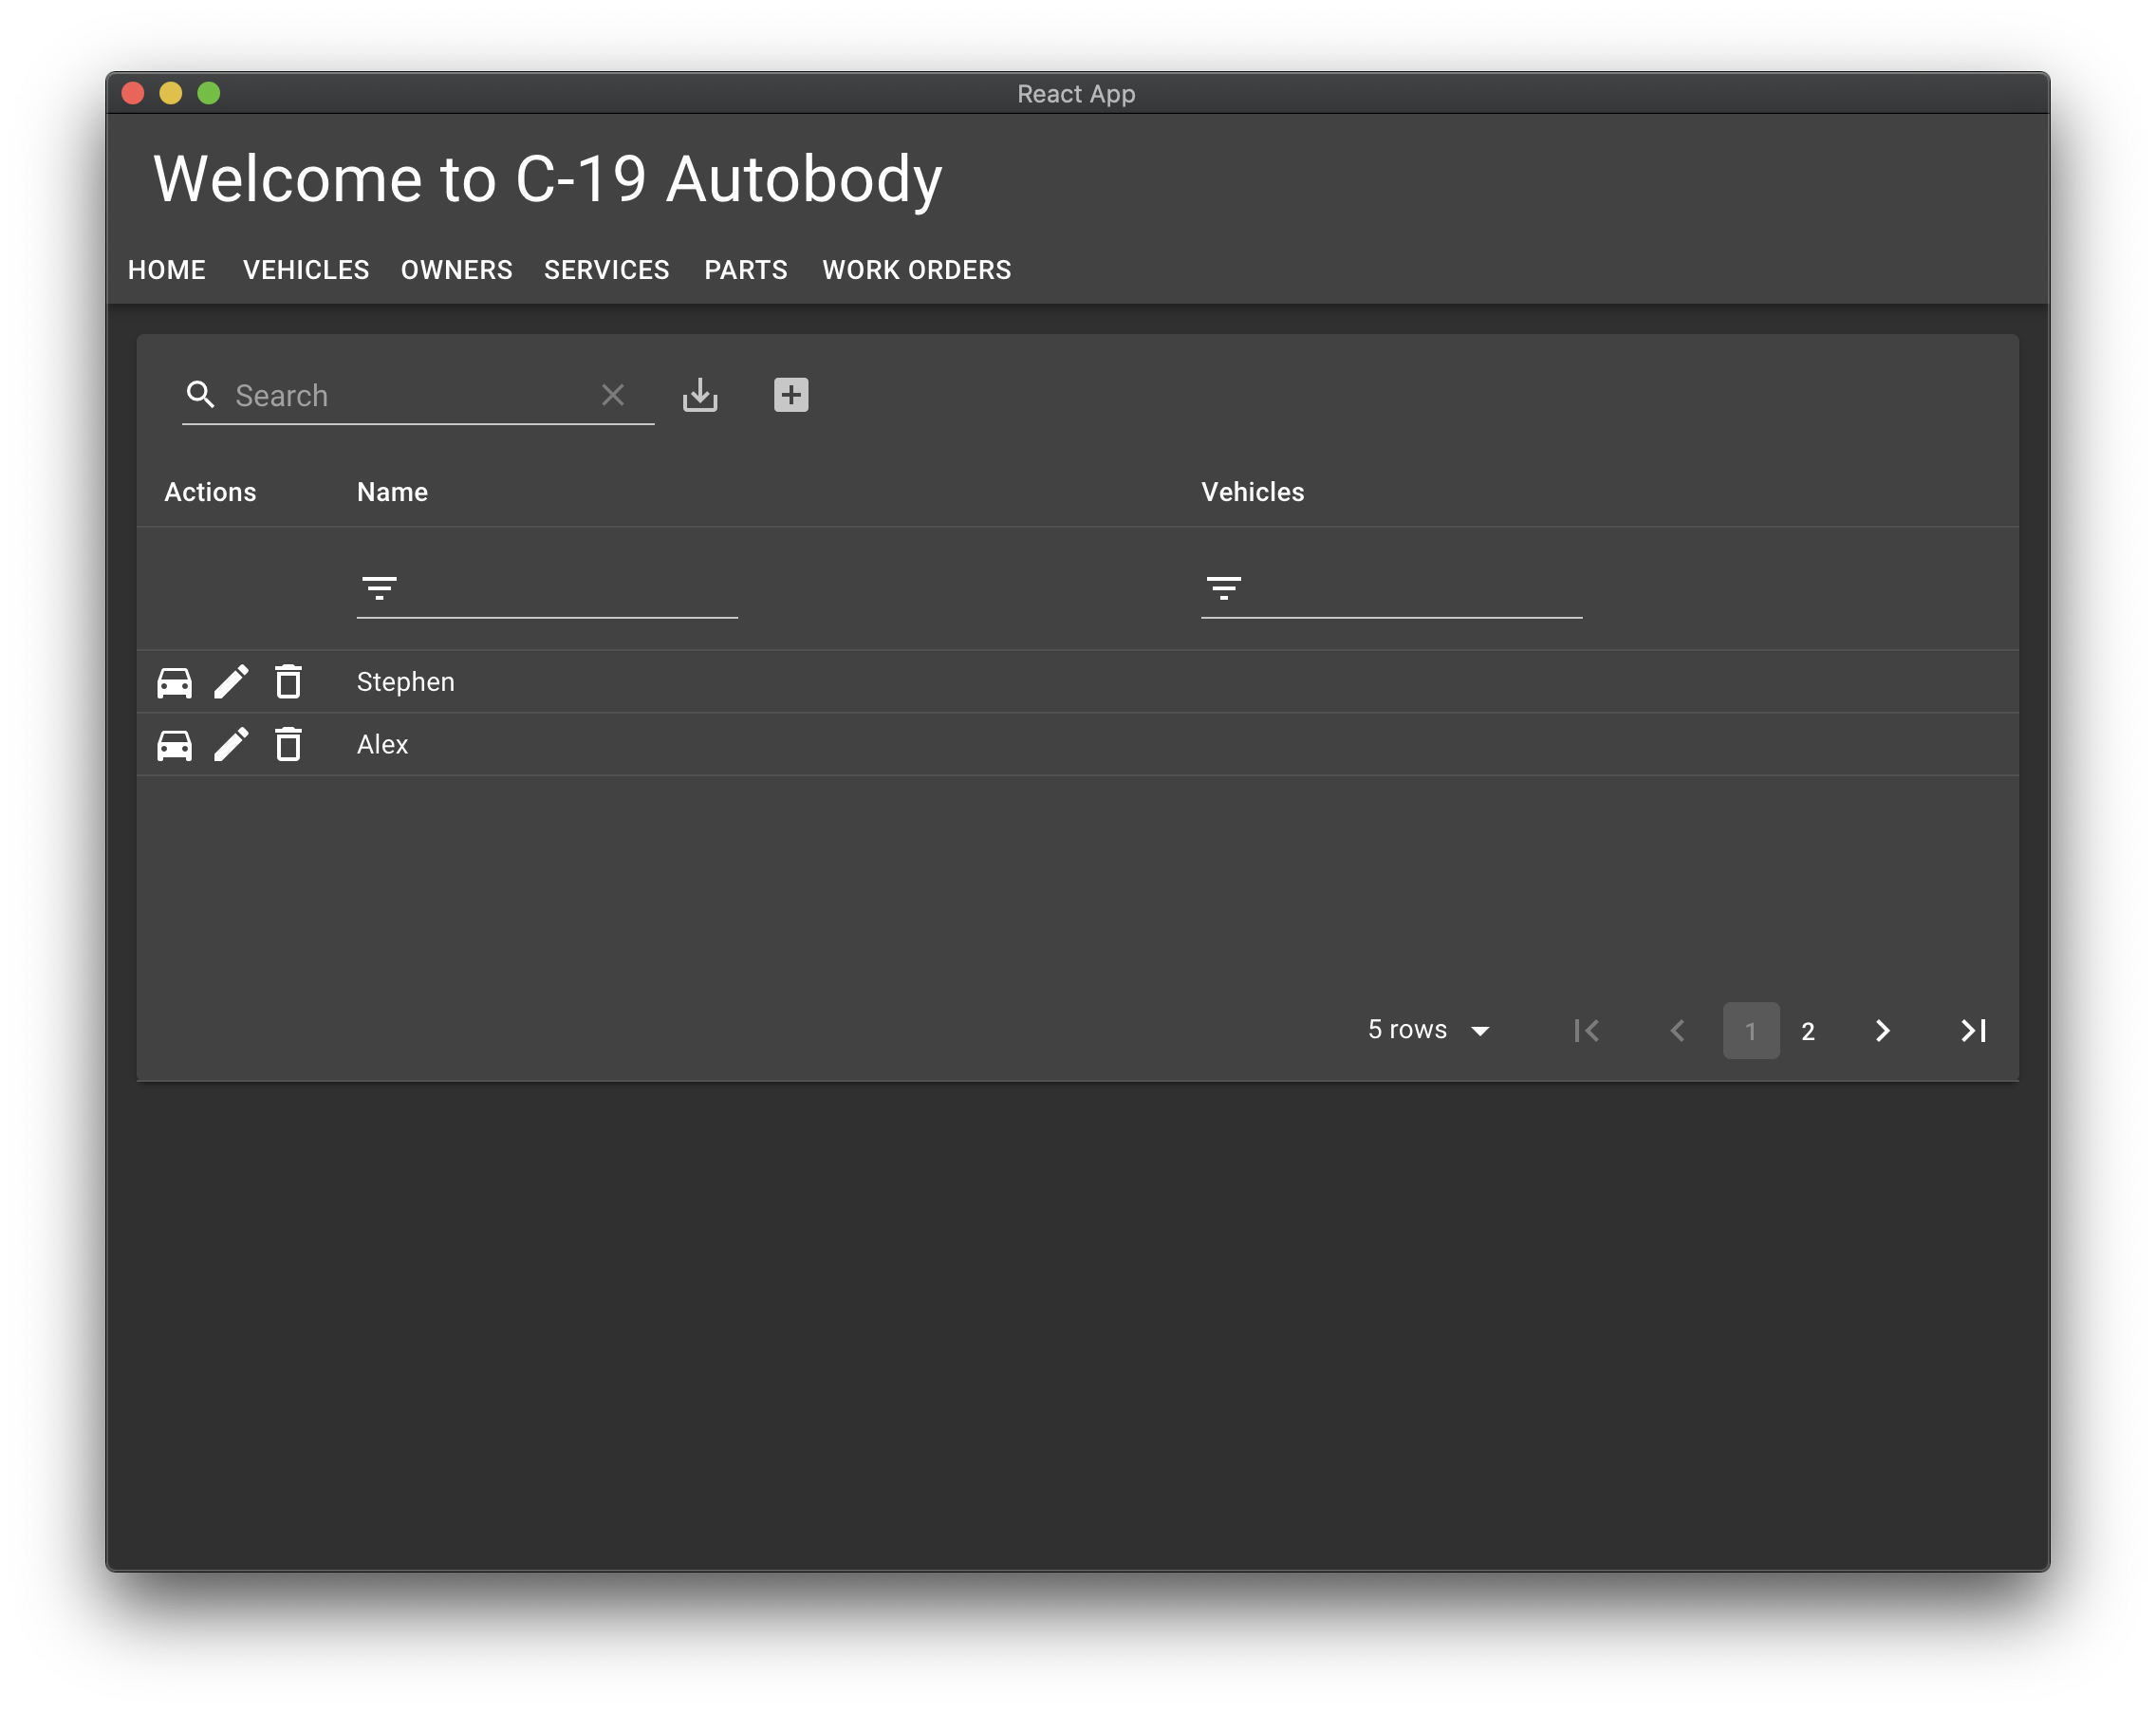 React App
Welcome to C-19 Autobody
HOME VEHICLES OWNERS SERVICES PARTS WORK ORDERS
Search
Actions Name Vehicles
Stephen
Alex
5 rows 1 2